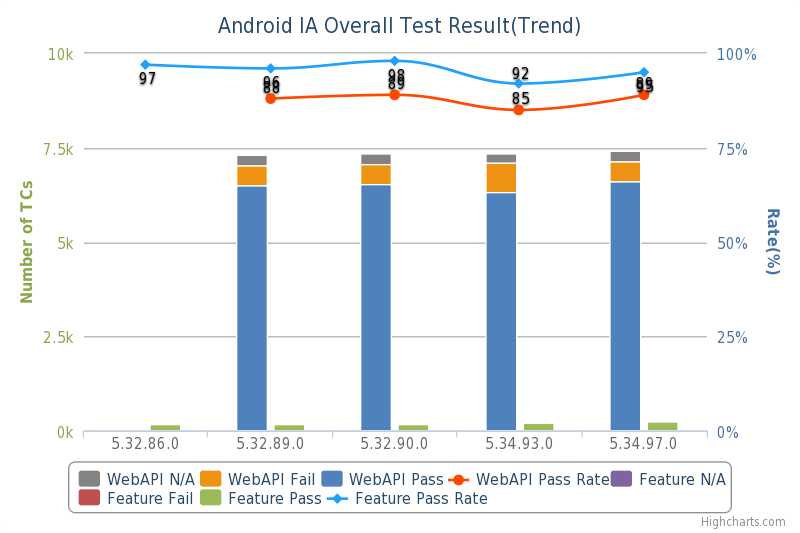 Android IA Overall Test Result(Trend)
10k
7.5k
5k
2.5k
0k
Number of TCs
100%
75%
50%
25%
0%
Rate(%)
97
96
98
92
95
88
89
85
89
5.32.86.0
5.32.89.0
5.32.90.0
5.34.93.0
5.34.97.0
WebAPI N/A WebAPI Fail WebAPI Pass WebAPI Pass Rate Feature N/A
Feature Fail Feature Pass Feature Pass Rate
Highcharts.com